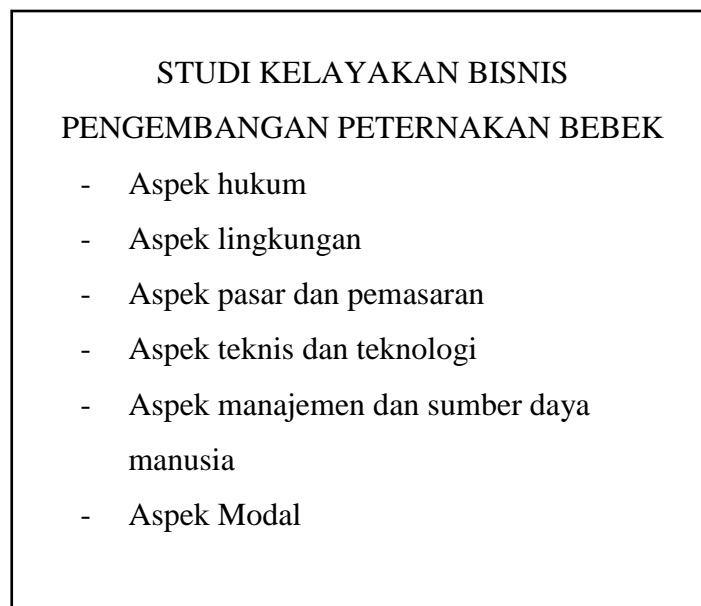 STUDI KELAYAKAN BISNIS
PENGEMBANGAN PETERNAKAN BEBEK
- Aspek hukum
- Aspek lingkungan
- Aspek pasar dan pemasaran
- Aspek teknis dan teknologi
- Aspek manajemen dan sumber daya
manusia
- Aspek Modal